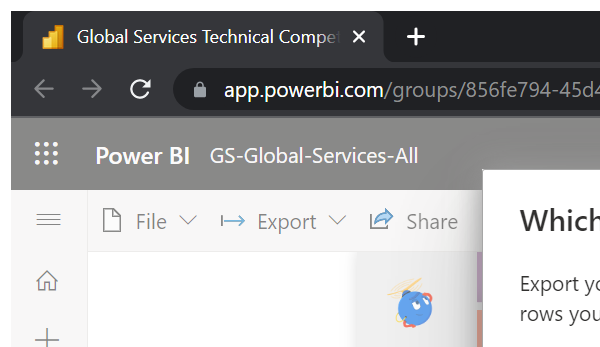 Global Services Technical Compe
app.powerbi.com/groups/856fe794-45d4
Power BI GS-Global-Services-All
File Export Share
Which
Export yo
rows you